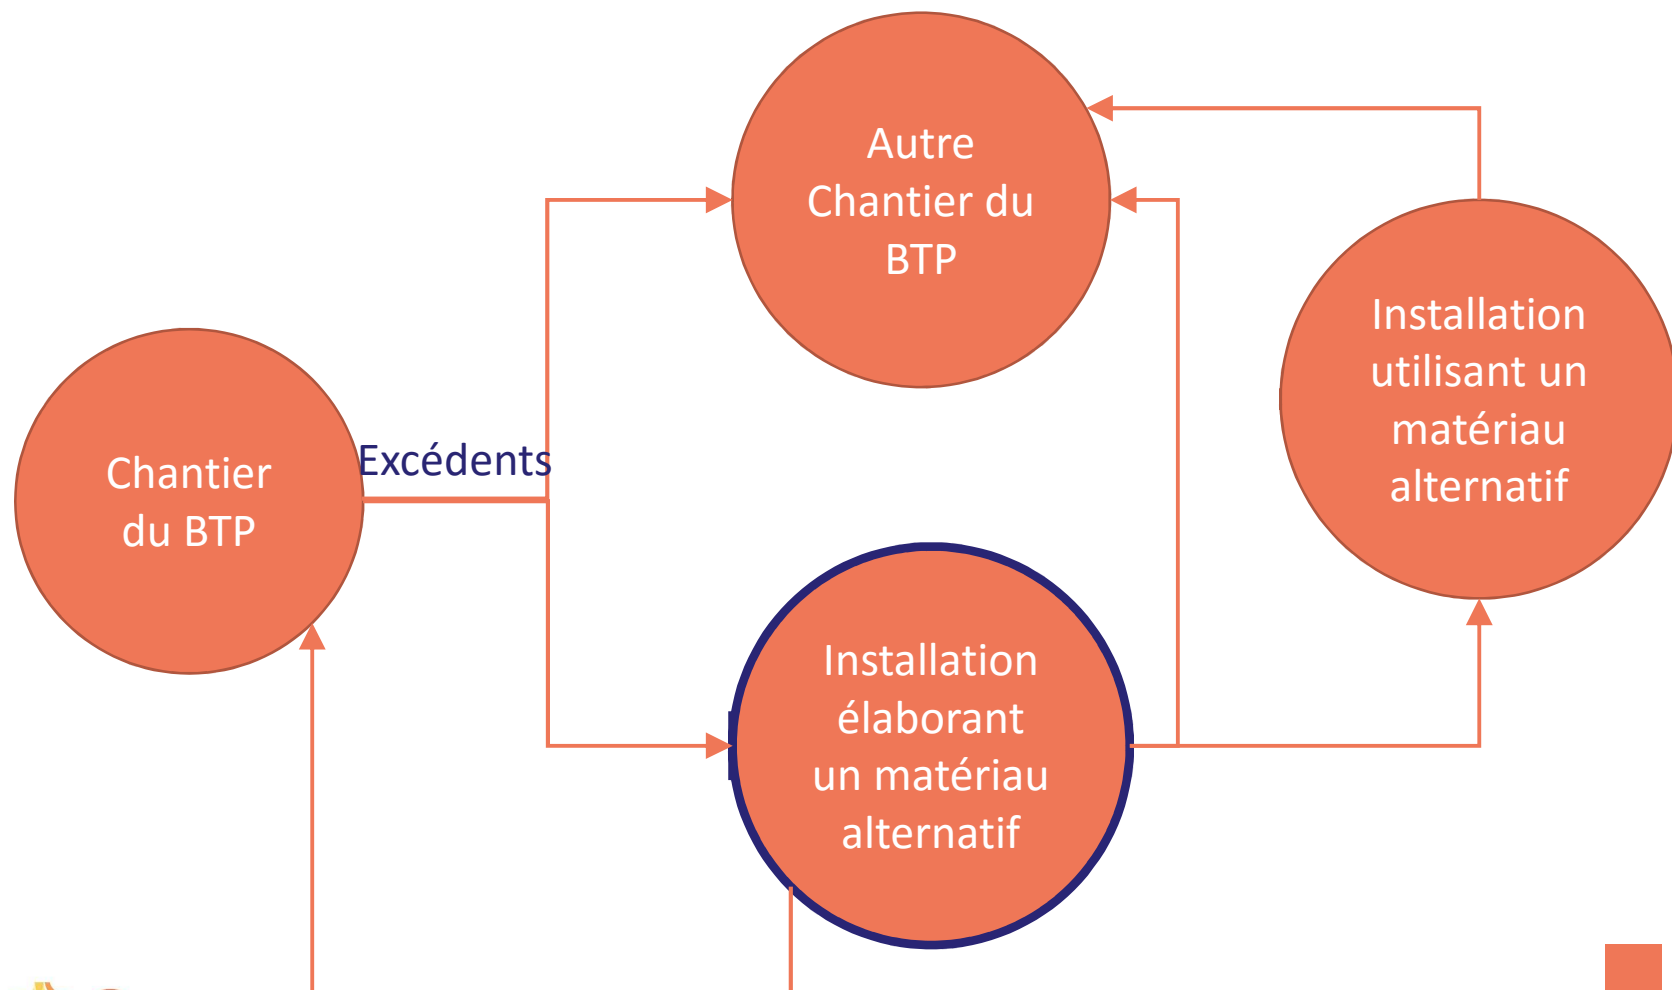 Autre
Chantier du
BTP
Installation
utilisant un
matériau
alternatif
Excédents
Chantier
du BTP
Installation
élaborant
un matériau
alternatif